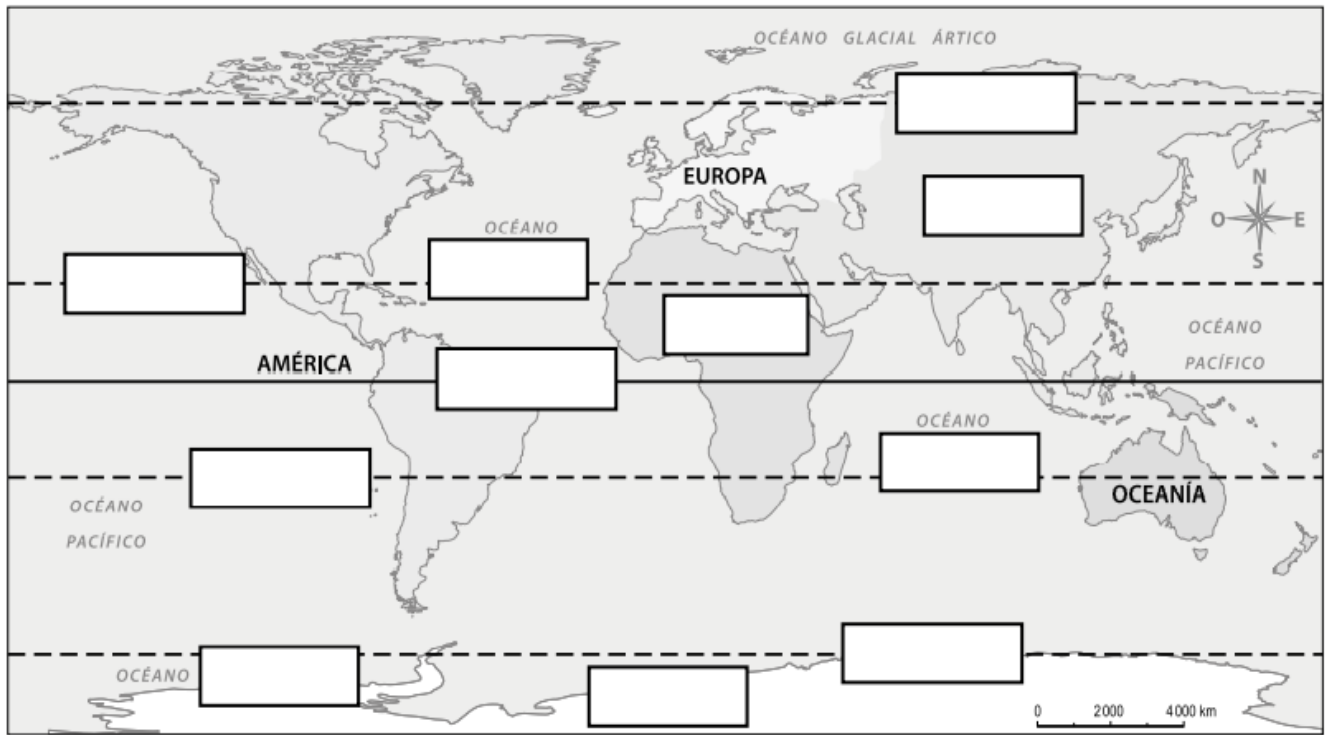 OCÉANO GLACIAL ÁRTICO
EUROPA
N
O
E
S
OCÉANO
OCÉANO
PACÍFICO
AMÉRICA
OCÉANO
OCEANÍA
OCÉANO
PACÍFICO
OCÉANO
0 2000 4000 km